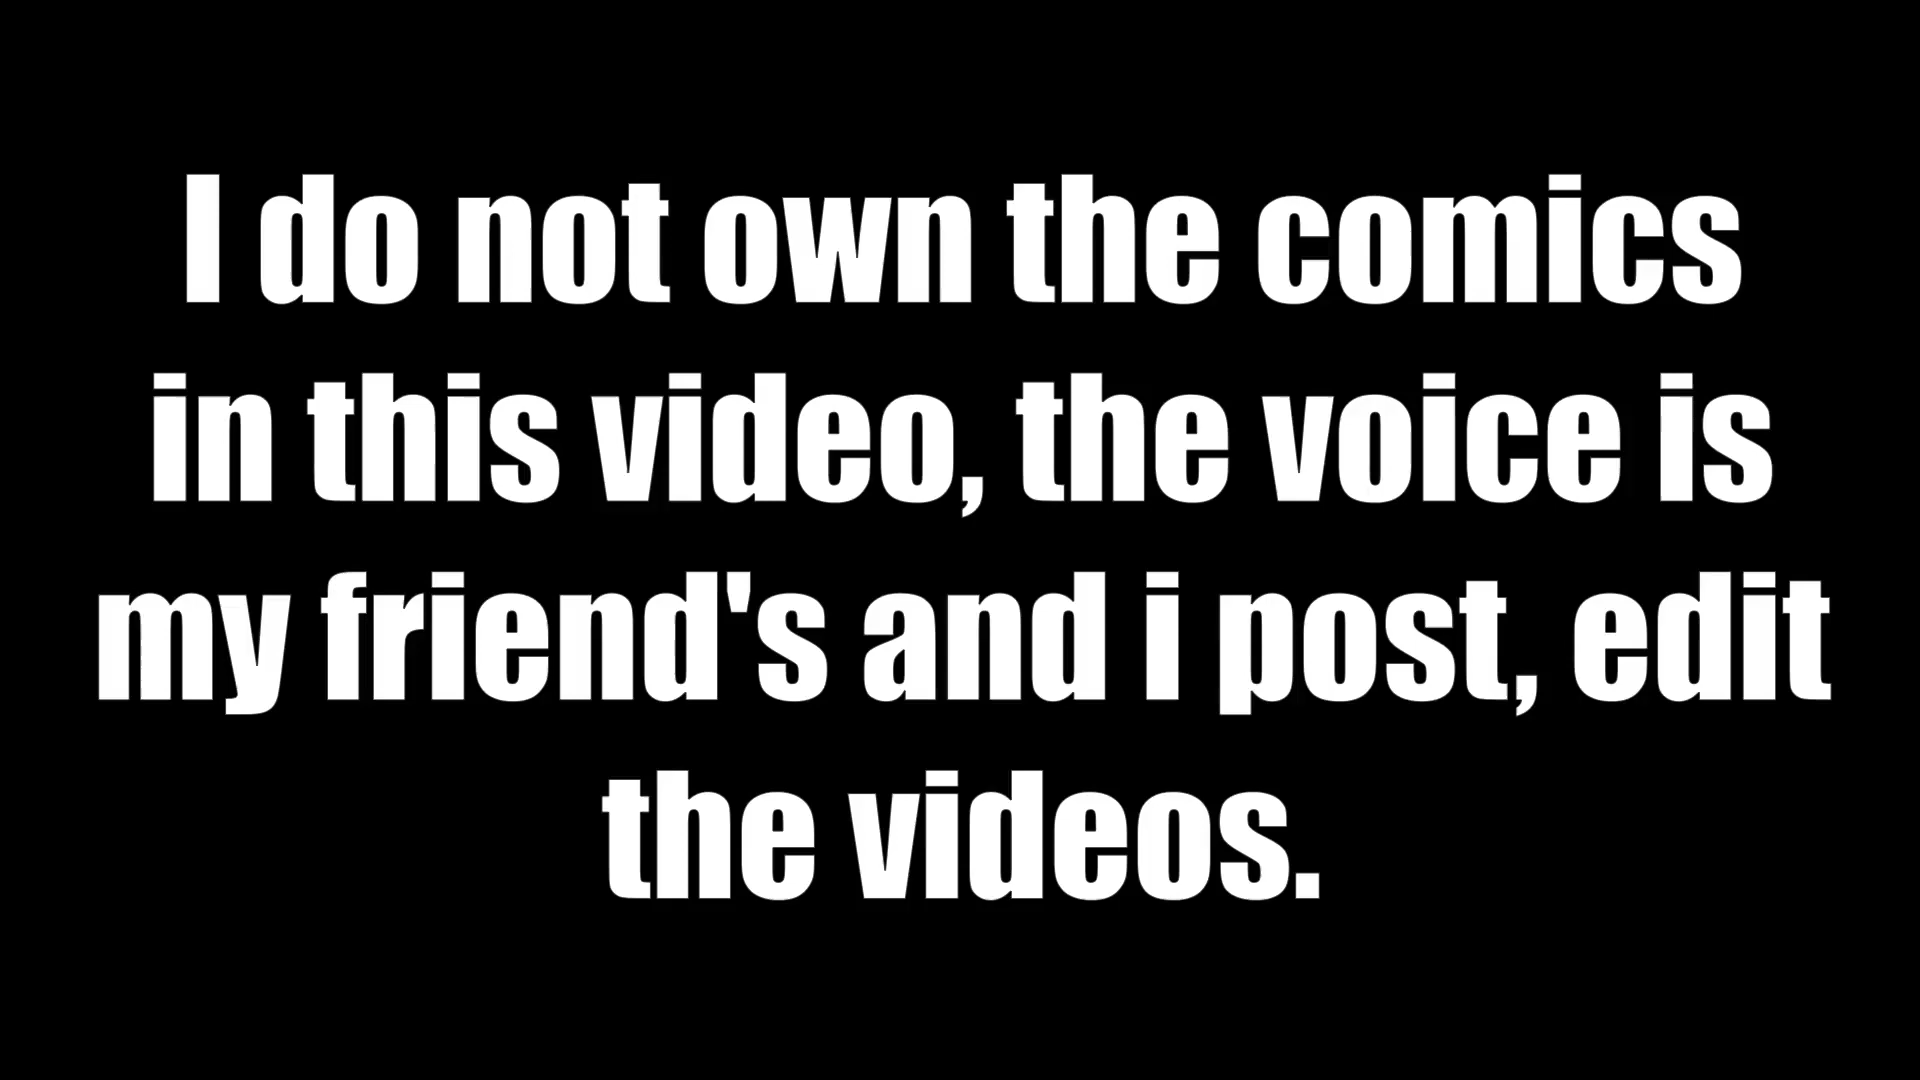 I do not own the comics
in this video, the voice is
my friend's and i post, edit
the videos.